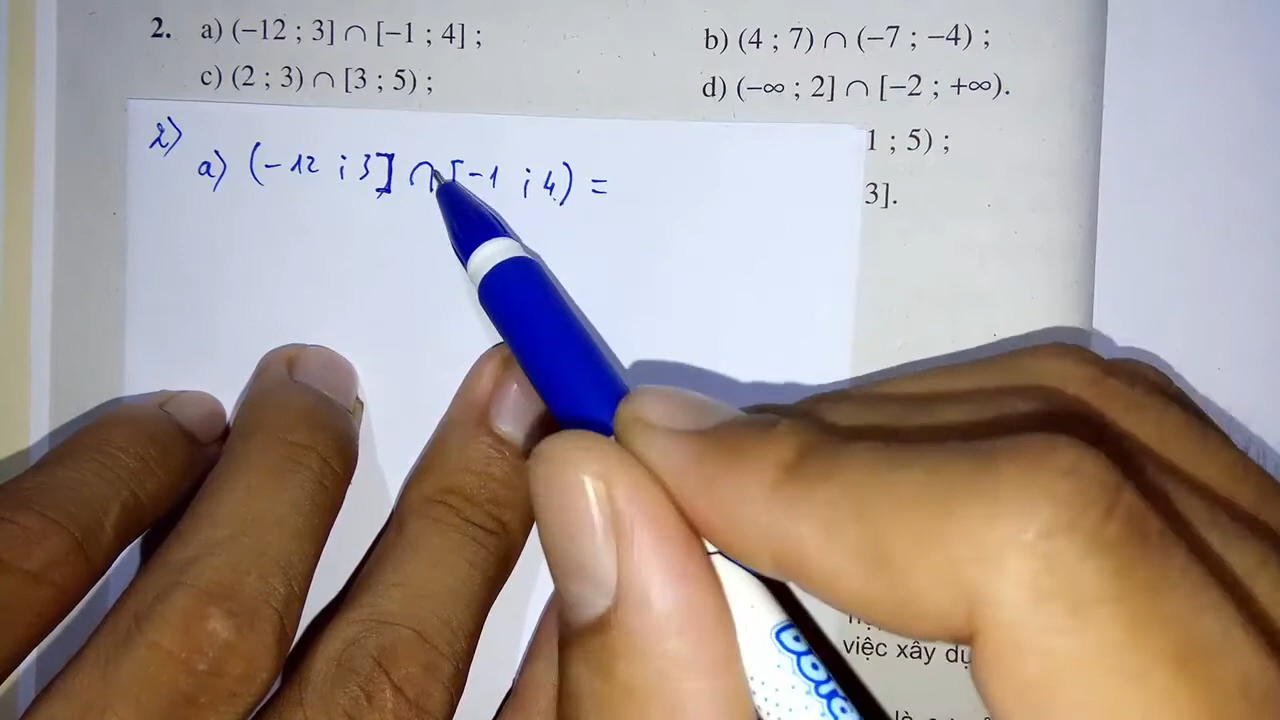 2. a) (−12 ; 3] ∩ [−1 ; 4] ; b) (4 ; 7) ∩ (−7 ; −4) ;
c) (2 ; 3) ∩ [3 ; 5) ; d) (−∞ ; 2] ∩ [−2 ; +∞).
1 ; 5) ;
3].
2)
a) (-12 ; 3] ∩ [-1 ; 4) =
việc xây dự